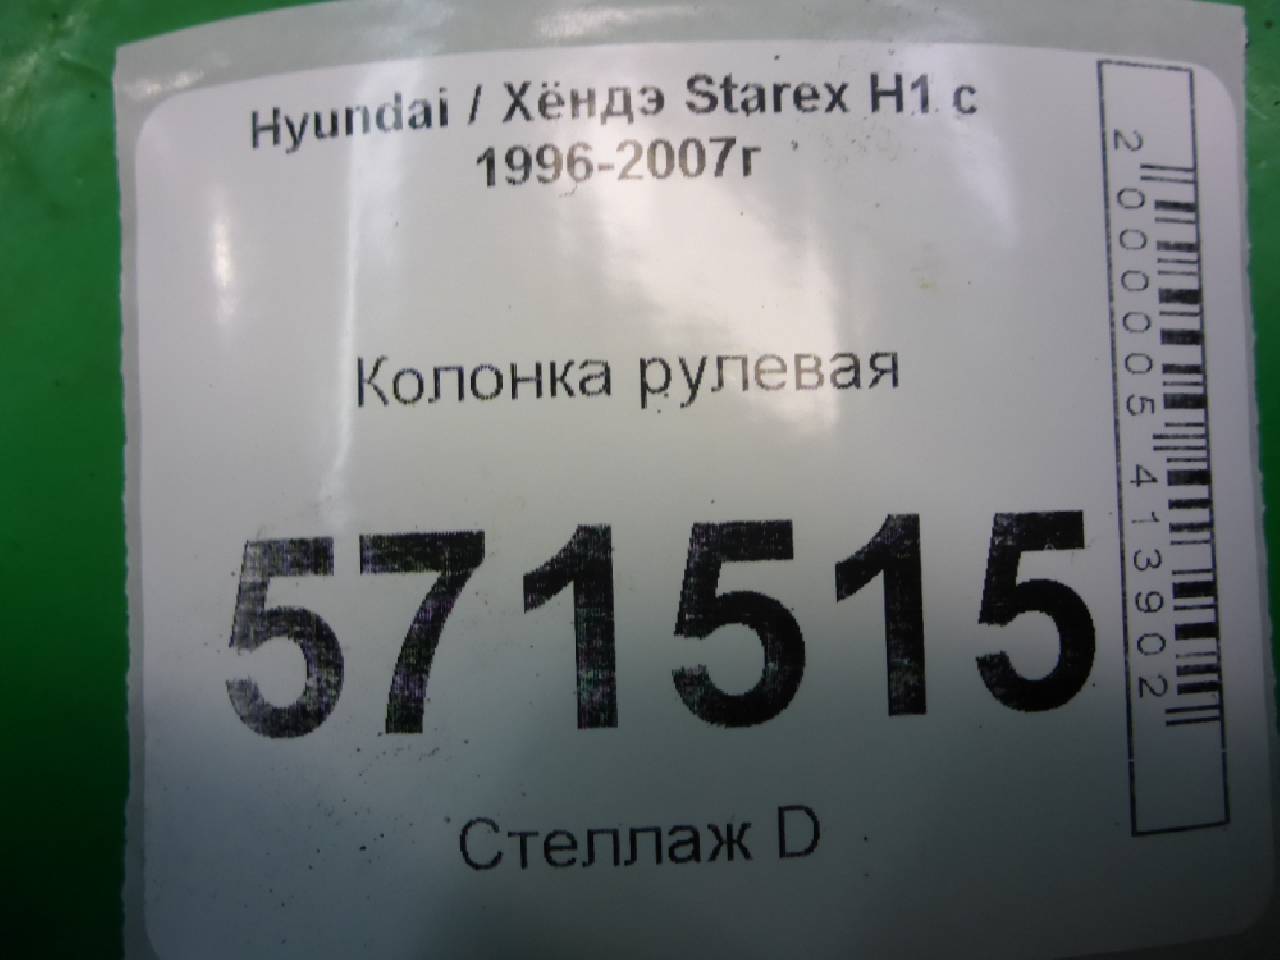 Hyundai / Хёндэ Starex H1 с
1996-2007г
Колонка рулевая
571515
Стеллаж D
2000005413902